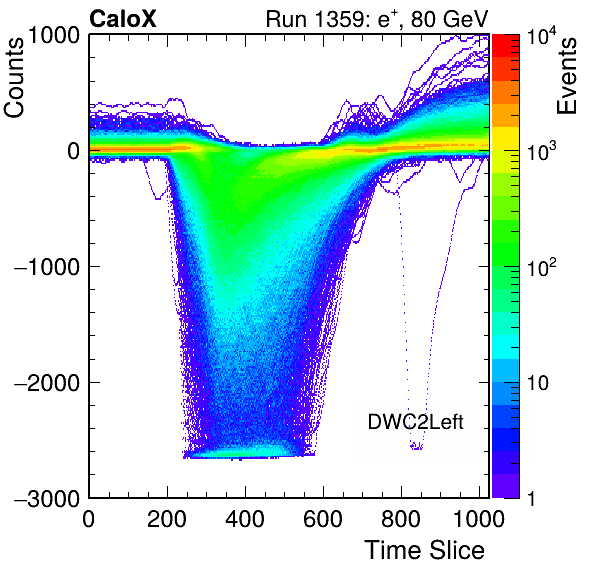 CaloX Run 1359: e⁺, 80 GeV
Counts
1000
0
−1000
−2000
−3000
0 200 400 600 800 1000
Time Slice
DWC2Left
Events
10⁴
10³
10²
10
1